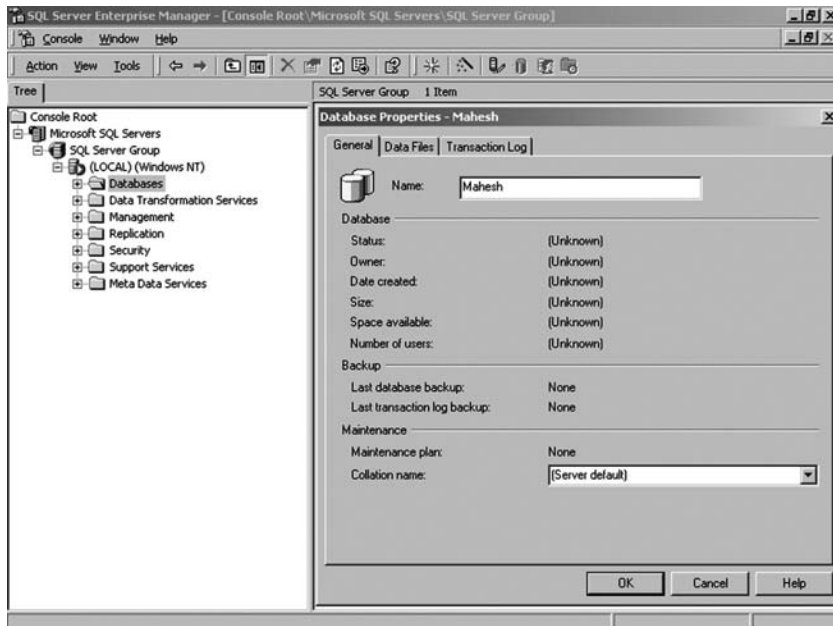 SQL Server Enterprise Manager - [Console Root\Microsoft SQL Servers\SQL Server Group]
Console Window Help
Action View Tools
Tree
SQL Server Group 1 Item
Console Root
Microsoft SQL Servers
SQL Server Group
(LOCAL) (Windows NT)
Databases
Data Transformation Services
Management
Replication
Security
Support Services
Meta Data Services
Database Properties - Mahesh
General Data Files Transaction Log
Name: Mahesh
Database
Status: (Unknown)
Owner: (Unknown)
Date created: (Unknown)
Size: (Unknown)
Space available: (Unknown)
Number of users: (Unknown)
Backup
Last database backup: None
Last transaction log backup: None
Maintenance
Maintenance plan: None
Collation name: (Server default)
OK Cancel Help